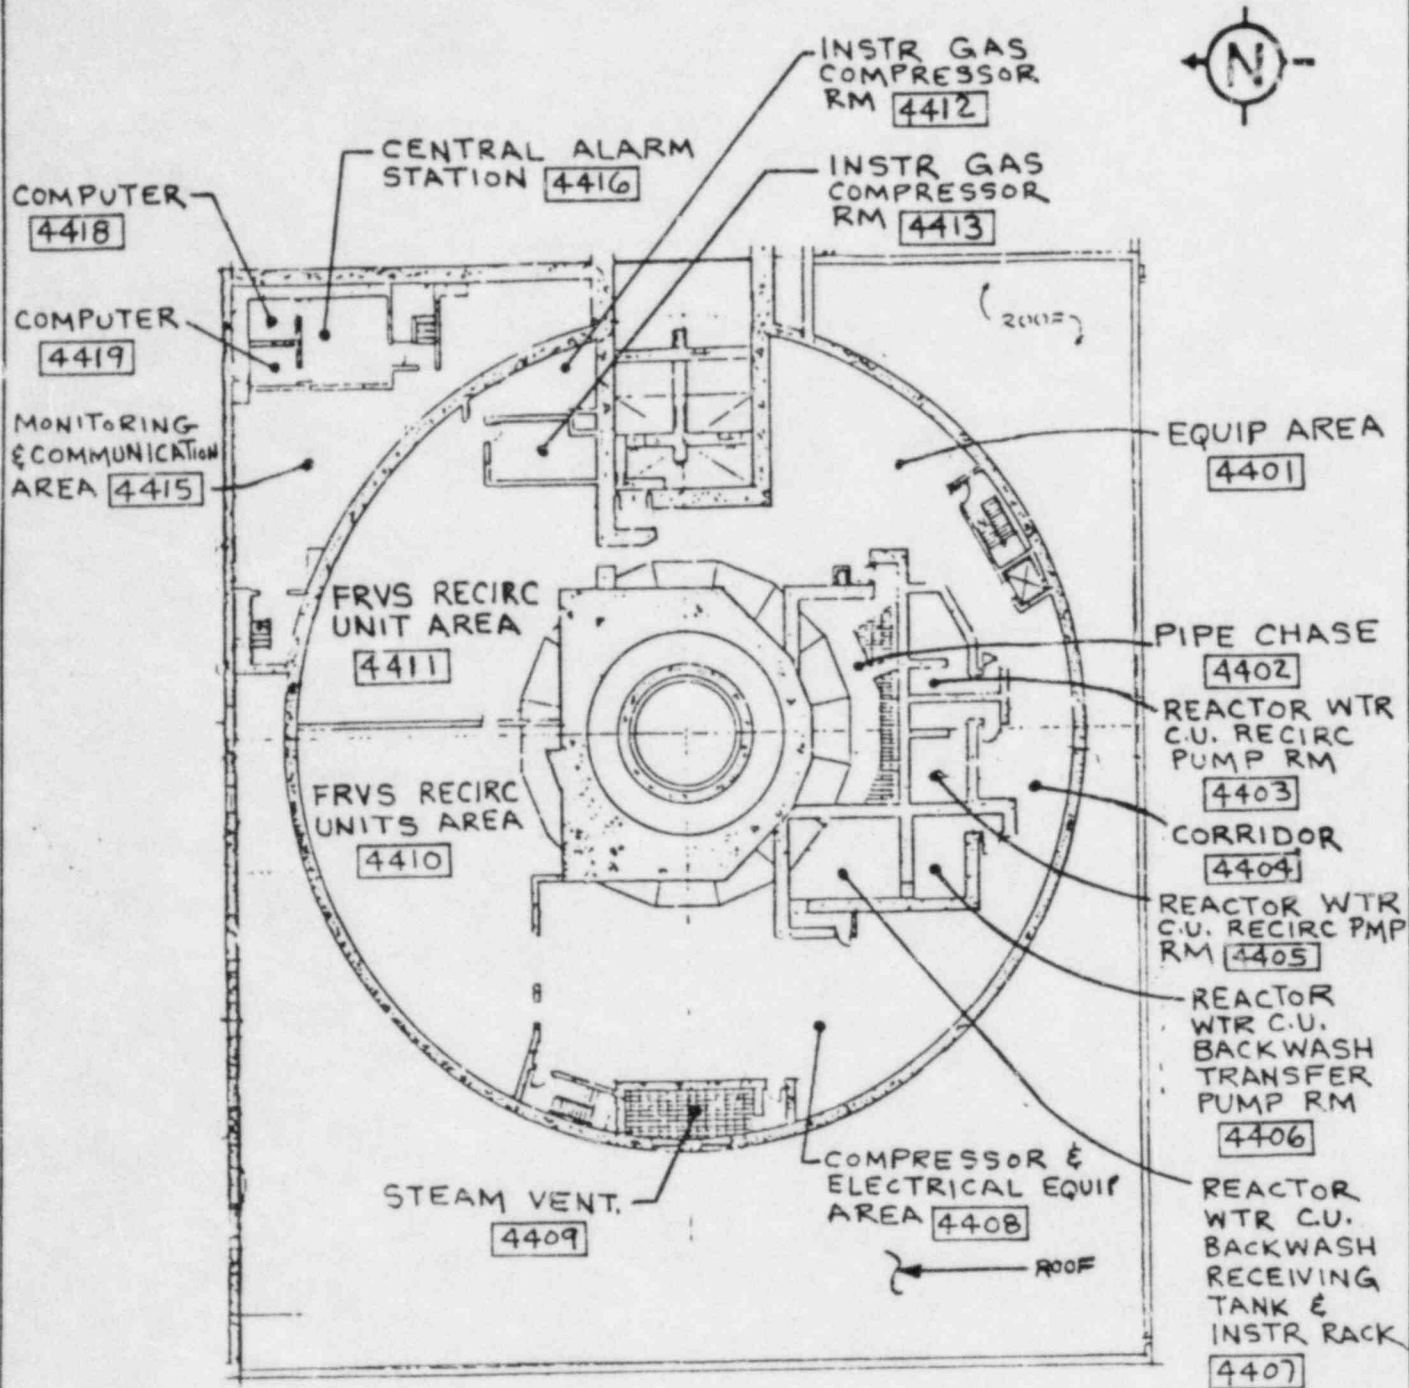 N
INSTR GAS
COMPRESSOR
RM 4412
CENTRAL ALARM
STATION 4416
INSTR GAS
COMPRESSOR
RM 4413
COMPUTER
4418
COMPUTER
4419
ROOF
MONITORING
& COMMUNICATION
AREA 4415
EQUIP AREA
4401
FRVS RECIRC
UNIT AREA
4411
PIPE CHASE
4402
REACTOR WTR
C.U. RECIRC
PUMP RM
4403
FRVS RECIRC
UNITS AREA
4410
CORRIDOR
4404
REACTOR WTR
C.U. RECIRC PMP
RM 4405
REACTOR
WTR C.U.
BACKWASH
TRANSFER
PUMP RM
4406
COMPRESSOR &
ELECTRICAL EQUIP
AREA 4408
STEAM VENT.
4409
ROOF
REACTOR
WTR C.U.
BACKWASH
RECEIVING
TANK &
INSTR RACK
4407